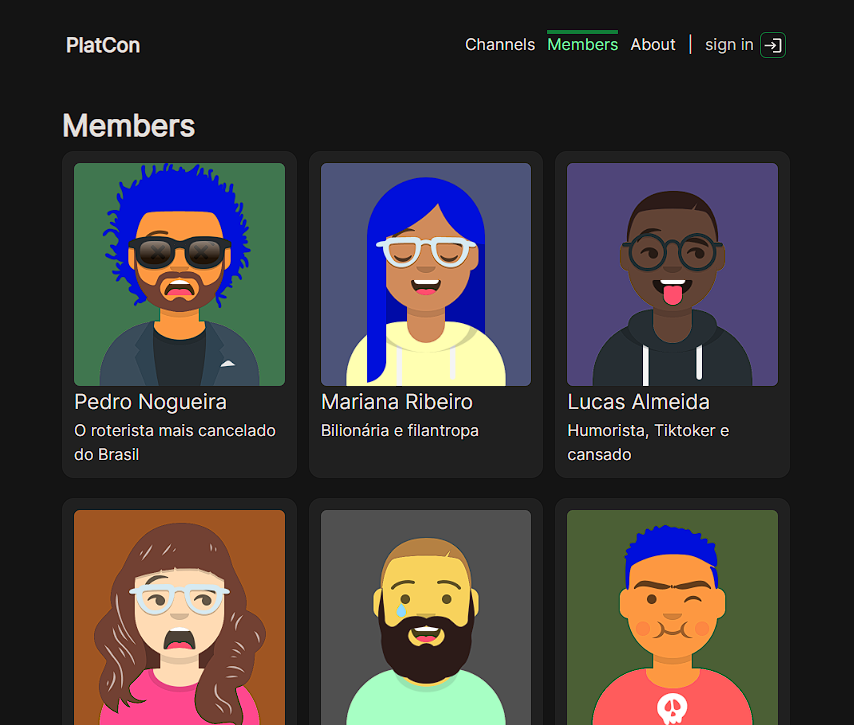 PlatCon
Channels Members About | sign in
Members
Pedro Nogueira
O roterista mais cancelado
do Brasil
Mariana Ribeiro
Bilionária e filantropa
Lucas Almeida
Humorista, Tiktoker e
cansado